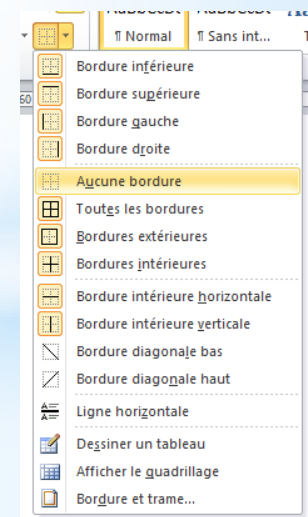 ¶ Normal ¶ Sans int...
Bordure inférieure
60
Bordure supérieure
Bordure gauche
Bordure droite
Aucune bordure
Toutes les bordures
Bordures extérieures
Bordures intérieures
Bordure intérieure horizontale
Bordure intérieure verticale
Bordure diagonale bas
Bordure diagonale haut
Ligne horizontale
Dessiner un tableau
Afficher le quadrillage
Bordure et trame...